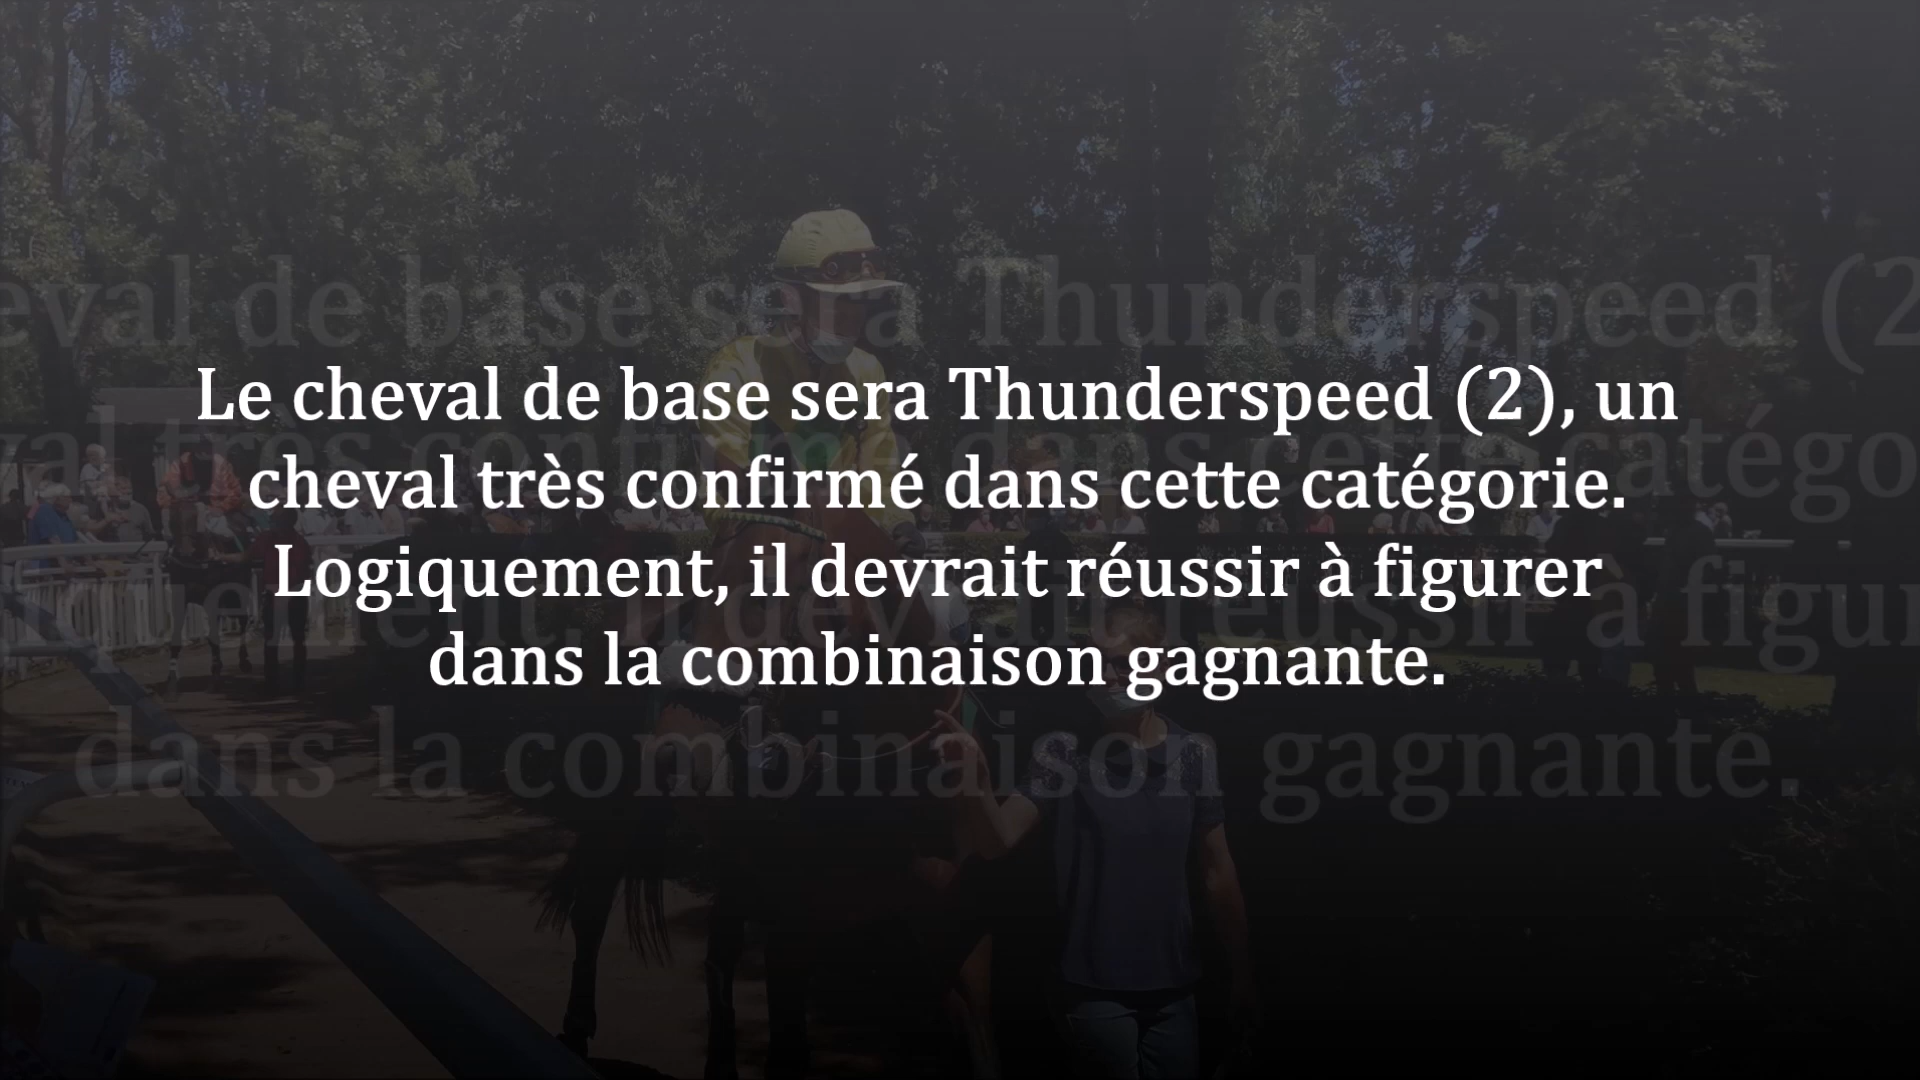 Le cheval de base sera Thunderspeed (2), un
cheval très confirmé dans cette catégorie.
Logiquement, il devrait réussir à figurer
dans la combinaison gagnante.